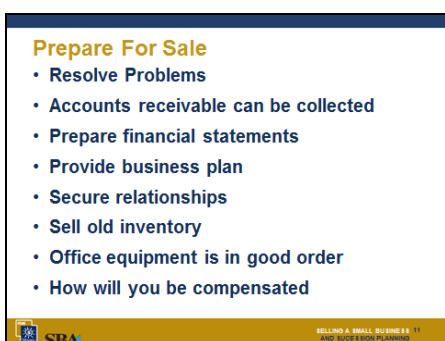 Prepare For Sale
• Resolve Problems
• Accounts receivable can be collected
• Prepare financial statements
• Provide business plan
• Secure relationships
• Sell old inventory
• Office equipment is in good order
• How will you be compensated
SELLING A SMALL BUSINESS 11
AND SUCESSION PLANNING
SBA